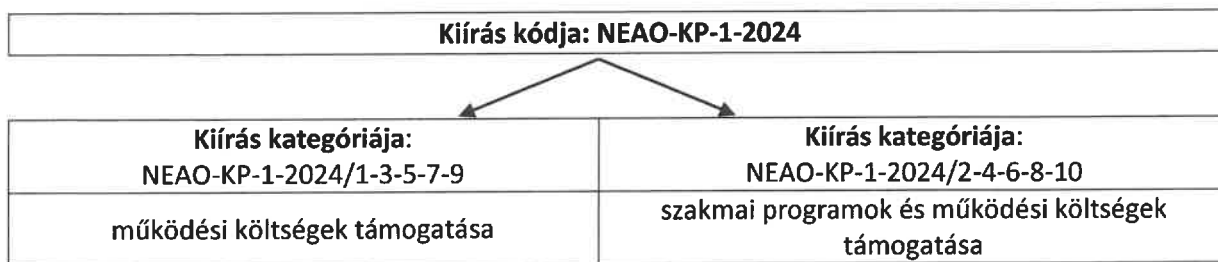 Kiírás kódja: NEAO-KP-1-2024
Kiírás kategóriája:
NEAO-KP-1-2024/1-3-5-7-9
működési költségek támogatása
Kiírás kategóriája:
NEAO-KP-1-2024/2-4-6-8-10
szakmai programok és működési költségek
támogatása